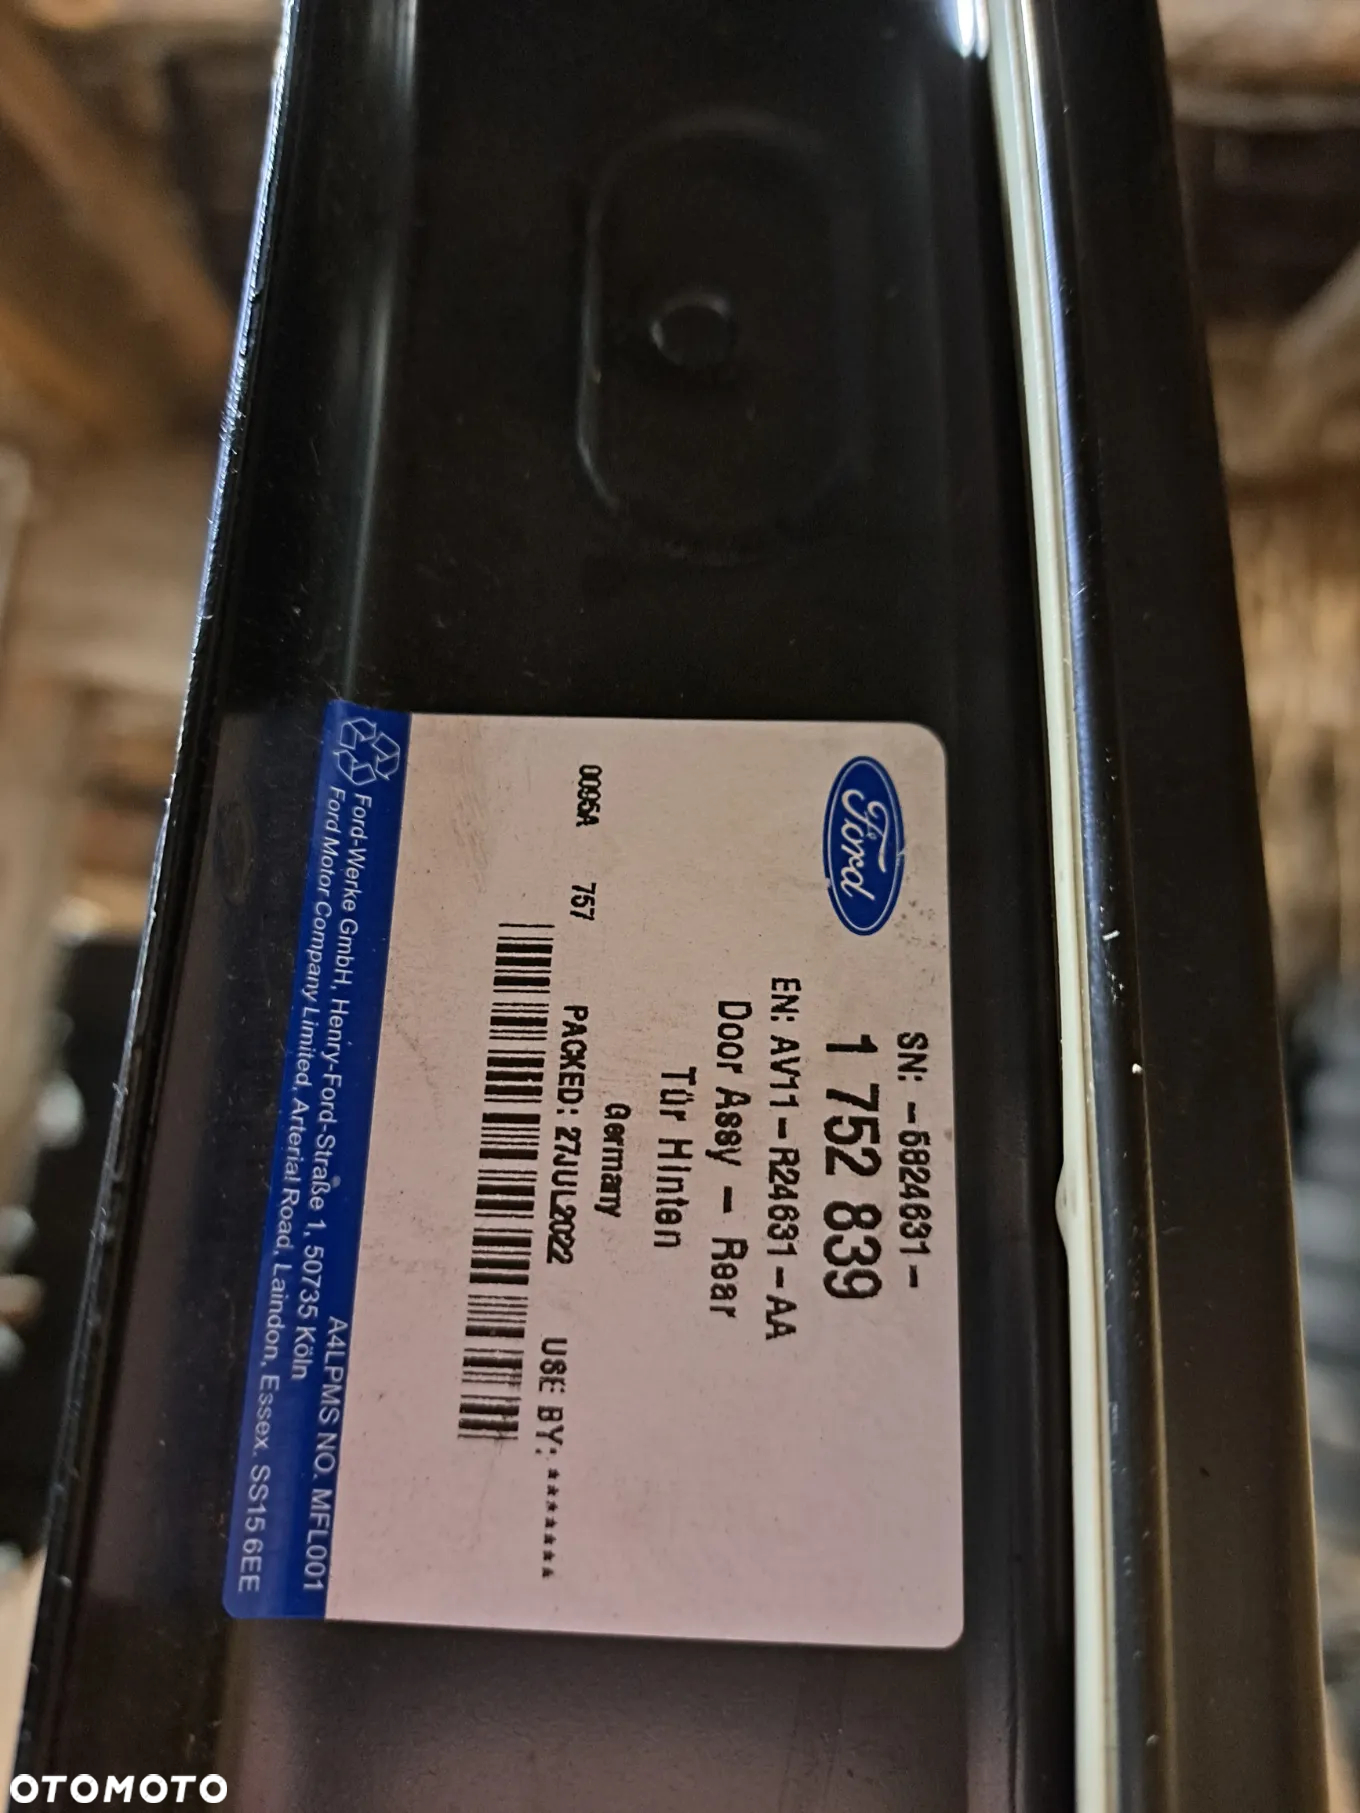 SN: -5824631-
Ford
1 752 839
EN: AV11-R24631-AA
Door Assy - Rear
Tür Hinten
Germany
0095A 757 PACKED: 27JUL2022 USE BY: ********
A4LPMS NO. MFL001
Ford-Werke GmbH, Henry-Ford-Straße 1, 50735 Köln
Ford Motor Company Limited, Arterial Road, Laindon, Essex. SS15 6EE
OTOMOTO